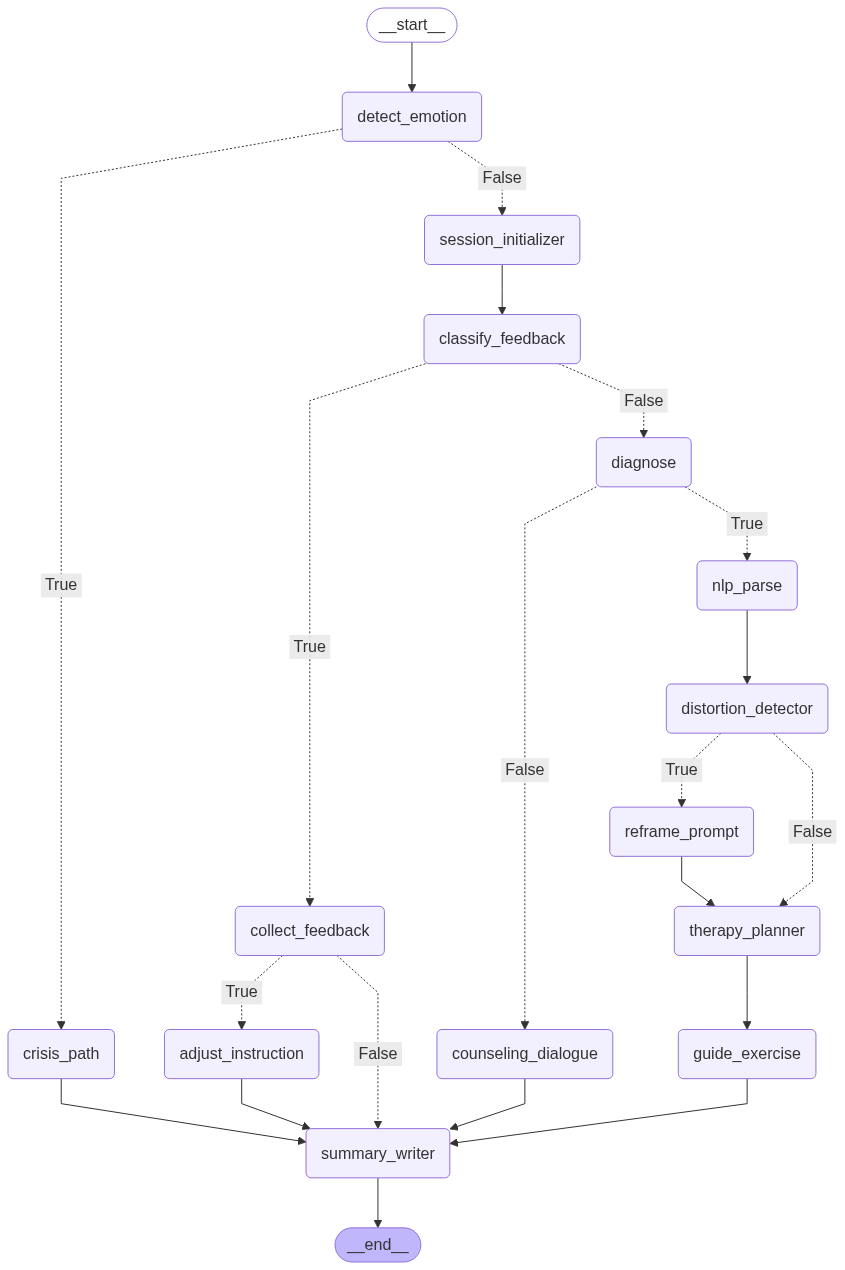 __start__
detect_emotion
False
session_initializer
classify_feedback
False
diagnose
True
nlp_parse
True
True
distortion_detector
True
False
False
reframe_prompt
collect_feedback
therapy_planner
True
crisis_path
adjust_instruction
False
counseling_dialogue
guide_exercise
summary_writer
__end__